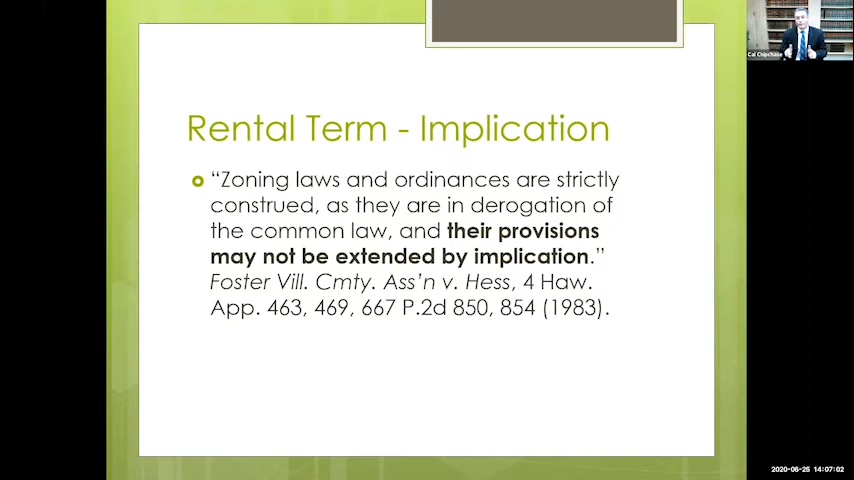 Cal Chipchase
Rental Term - Implication
“Zoning laws and ordinances are strictly
construed, as they are in derogation of
the common law, and their provisions
may not be extended by implication.”
Foster Vill. Cmty. Ass’n v. Hess, 4 Haw.
App. 463, 469, 667 P.2d 850, 854 (1983).
2020-06-25 14:07:02